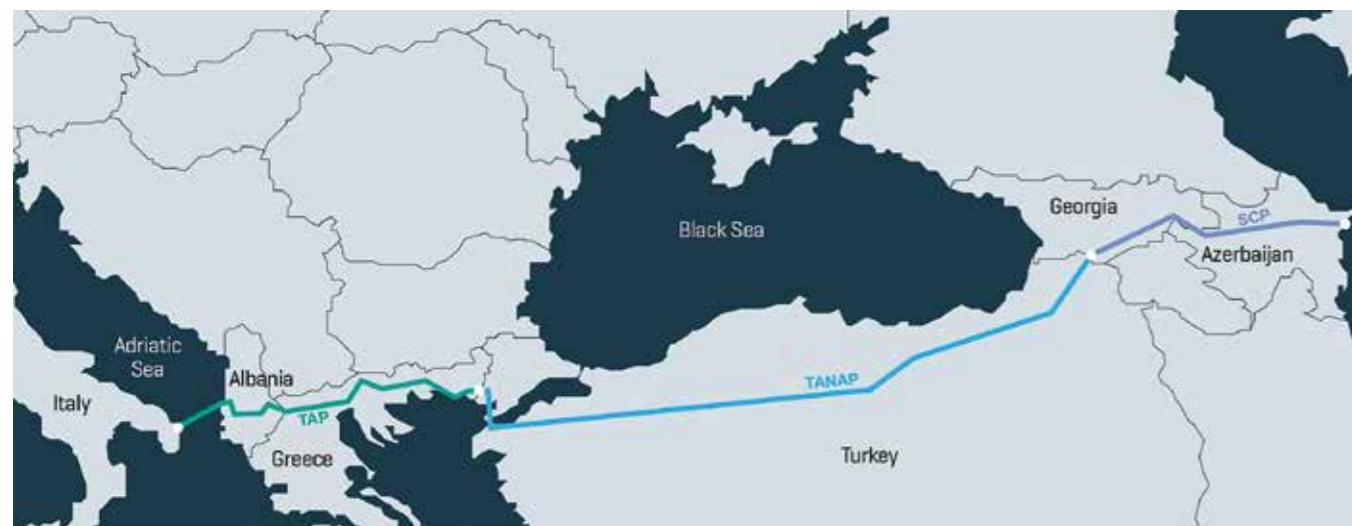 Georgia
SCP
Black Sea
Azerbaijan
Adriatic
Sea
Albania
TANAP
Italy
TAP
Greece
Turkey